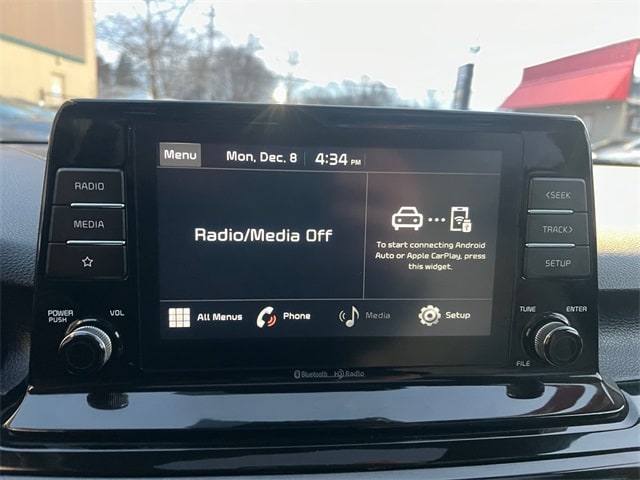 Menu Mon, Dec. 8 4:34 PM
RADIO
MEDIA
Radio/Media Off
To start connecting Android
Auto or Apple CarPlay, press
this widget.
<SEEK
TRACK>
SETUP
POWER
PUSH
VOL
All Menus Phone Media Setup
TUNE ENTER
FILE
Bluetooth HD Radio